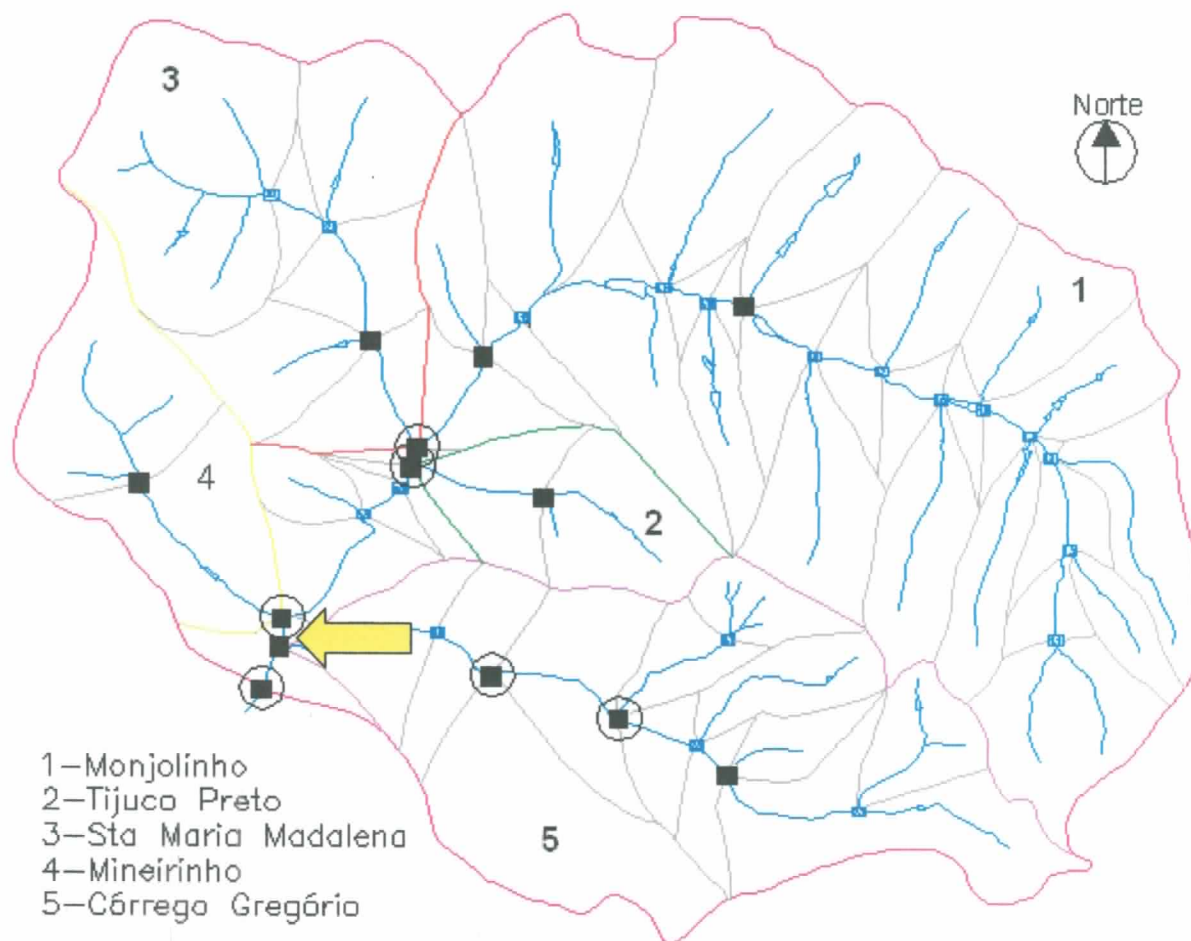 3
Norte
1
4
2
5
1-Monjolinho
2-Tijuco Preto
3-Sta Maria Madalena
4-Mineirinho
5-Córrego Gregório